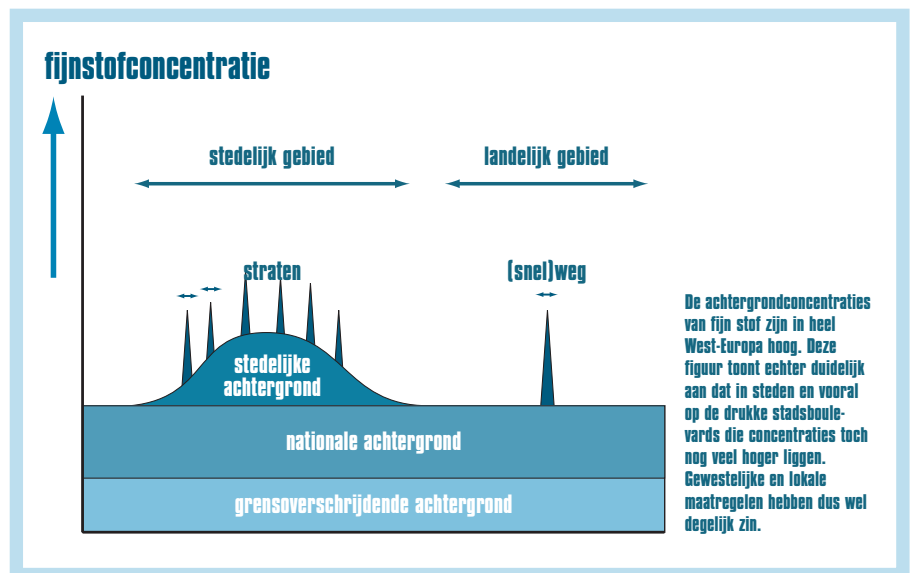 fijnstofconcentratie
stedelijk gebied
landelijk gebied
straten
(snel)weg
stedelijke
achtergrond
nationale achtergrond
grensoverschrijdende achtergrond
De achtergrondconcentraties
van fijn stof zijn in heel
West-Europa hoog. Deze
figuur toont echter duidelijk
aan dat in steden en vooral
op de drukke stadsboule-
vards die concentraties toch
nog veel hoger liggen.
Gewestelijke en lokale
maatregelen hebben dus wel
degelijk zin.